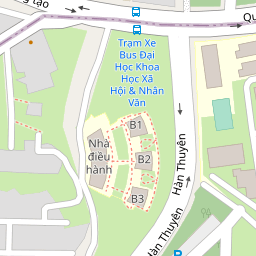 Trạm Xe
Bus Đại
Học Khoa
Học Xã
Hội & Nhân
Văn
B1
Nhà
điều
hành
B2
B3
Hàn Thuyên
Hàn Thuyên
P